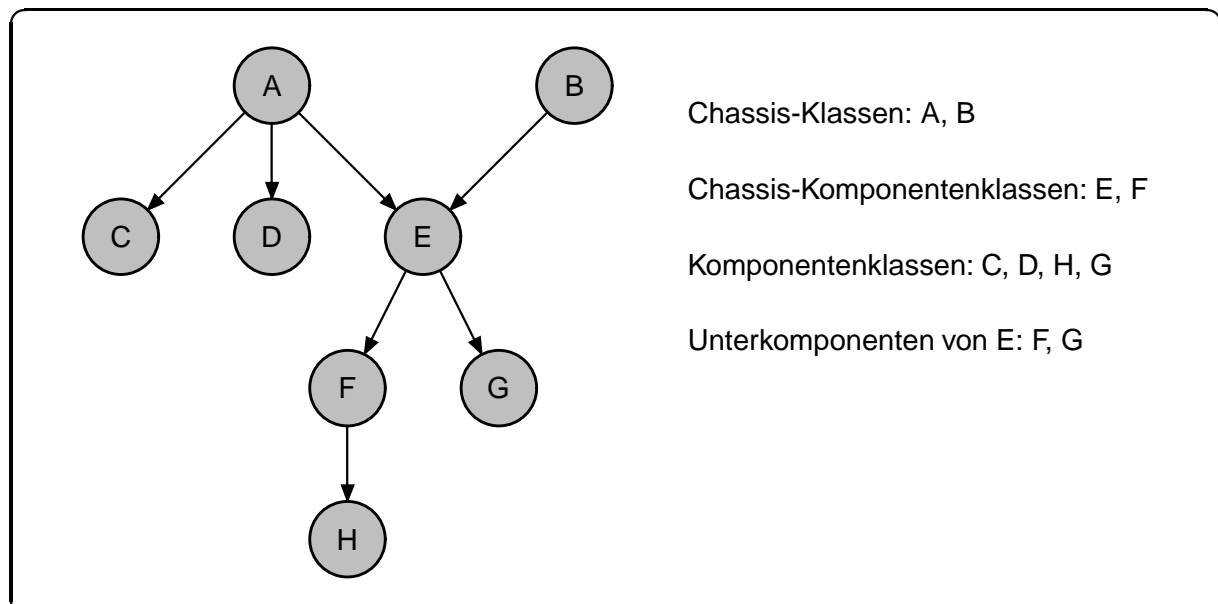 A
B
Chassis-Klassen: A, B
Chassis-Komponentenklassen: E, F
C
D
E
Komponentenklassen: C, D, H, G
Unterkomponenten von E: F, G
F
G
H